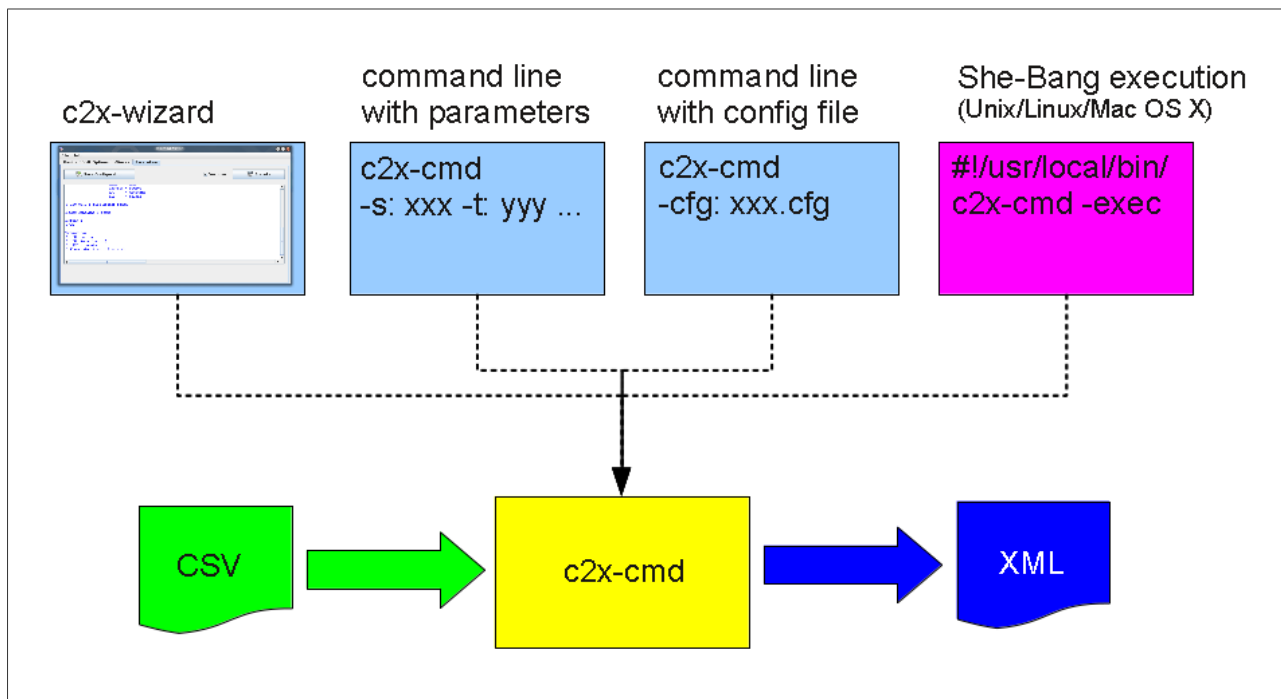 c2x-wizard
command line
with parameters
command line
with config file
She-Bang execution
(Unix/Linux/Mac OS X)
c2x-cmd
-s: xxx -t: yyy ...
c2x-cmd
-cfg: xxx.cfg
#!/usr/local/bin/
c2x-cmd -exec
CSV
c2x-cmd
XML